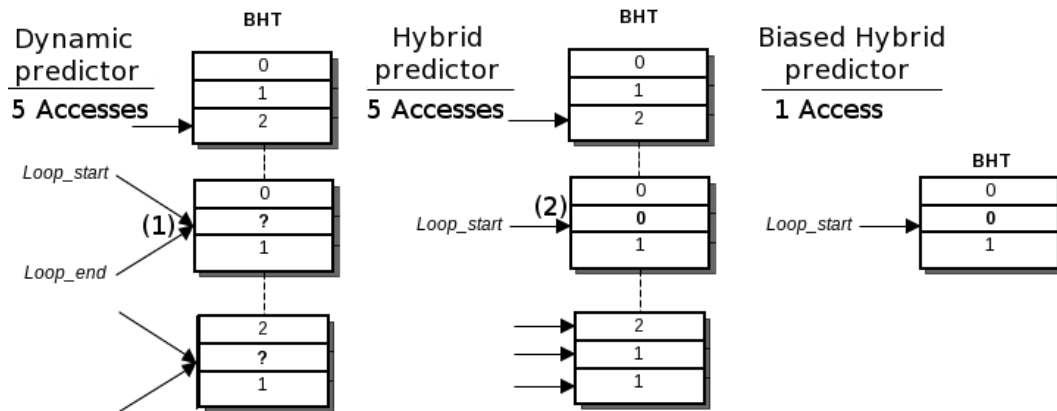 BHT
Dynamic
predictor
5 Accesses
0
1
2
Loop_start
(1)
Loop_end
0
?
1
2
?
1
BHT
Hybrid
predictor
5 Accesses
0
1
2
(2)
Loop_start
0
0
1
2
1
1
Biased Hybrid
predictor
1 Access
BHT
Loop_start
0
0
1